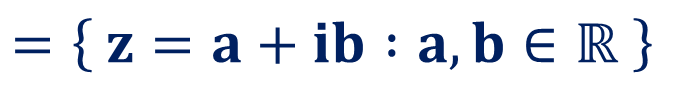 = { z = a + ib : a, b ∈ ℝ }